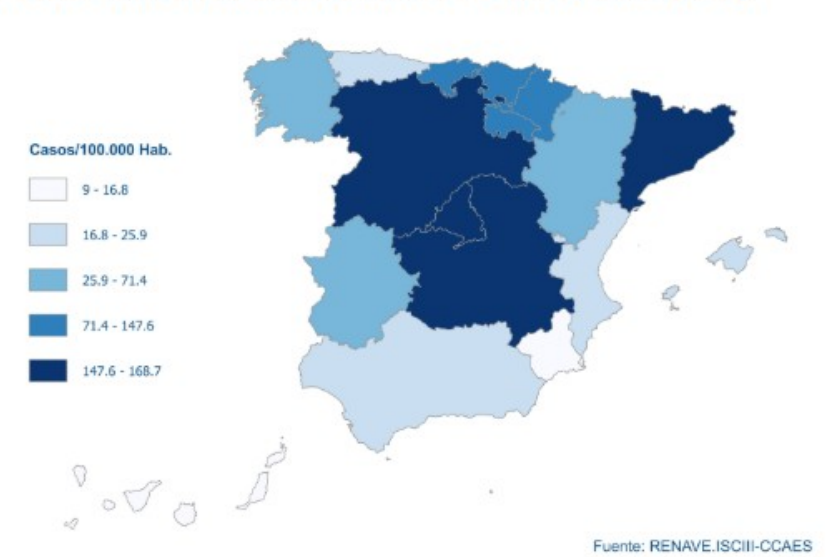 Casos/100.000 Hab.
9 - 16.8
16.8 - 25.9
25.9 - 71.4
71.4 - 147.6
147.6 - 168.7
Fuente: RENAVE.ISCIII-CCAES